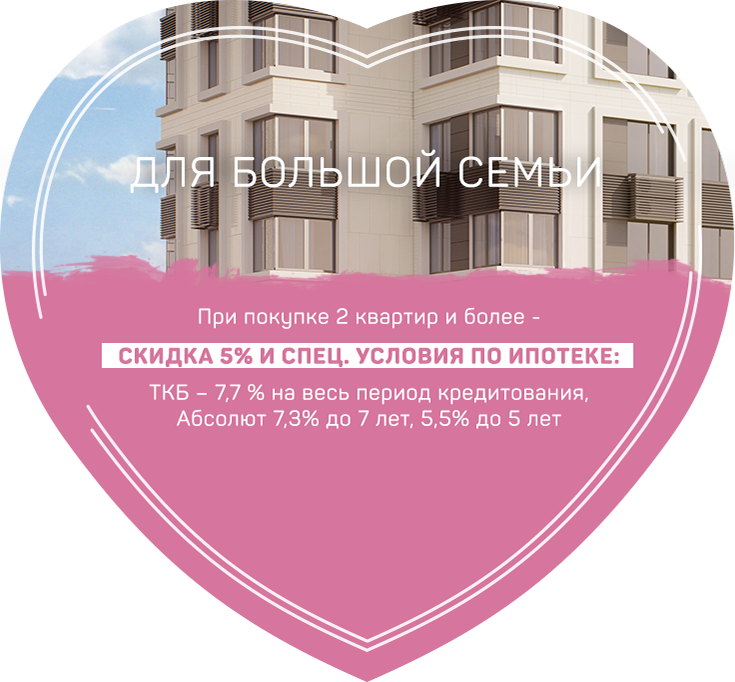 ДЛЯ БОЛЬШОЙ СЕМЬИ
При покупке 2 квартир и более -
СКИДКА 5% И СПЕЦ. УСЛОВИЯ ПО ИПОТЕКЕ:
ТКБ – 7,7 % на весь период кредитования,
Абсолют 7,3% до 7 лет, 5,5% до 5 лет